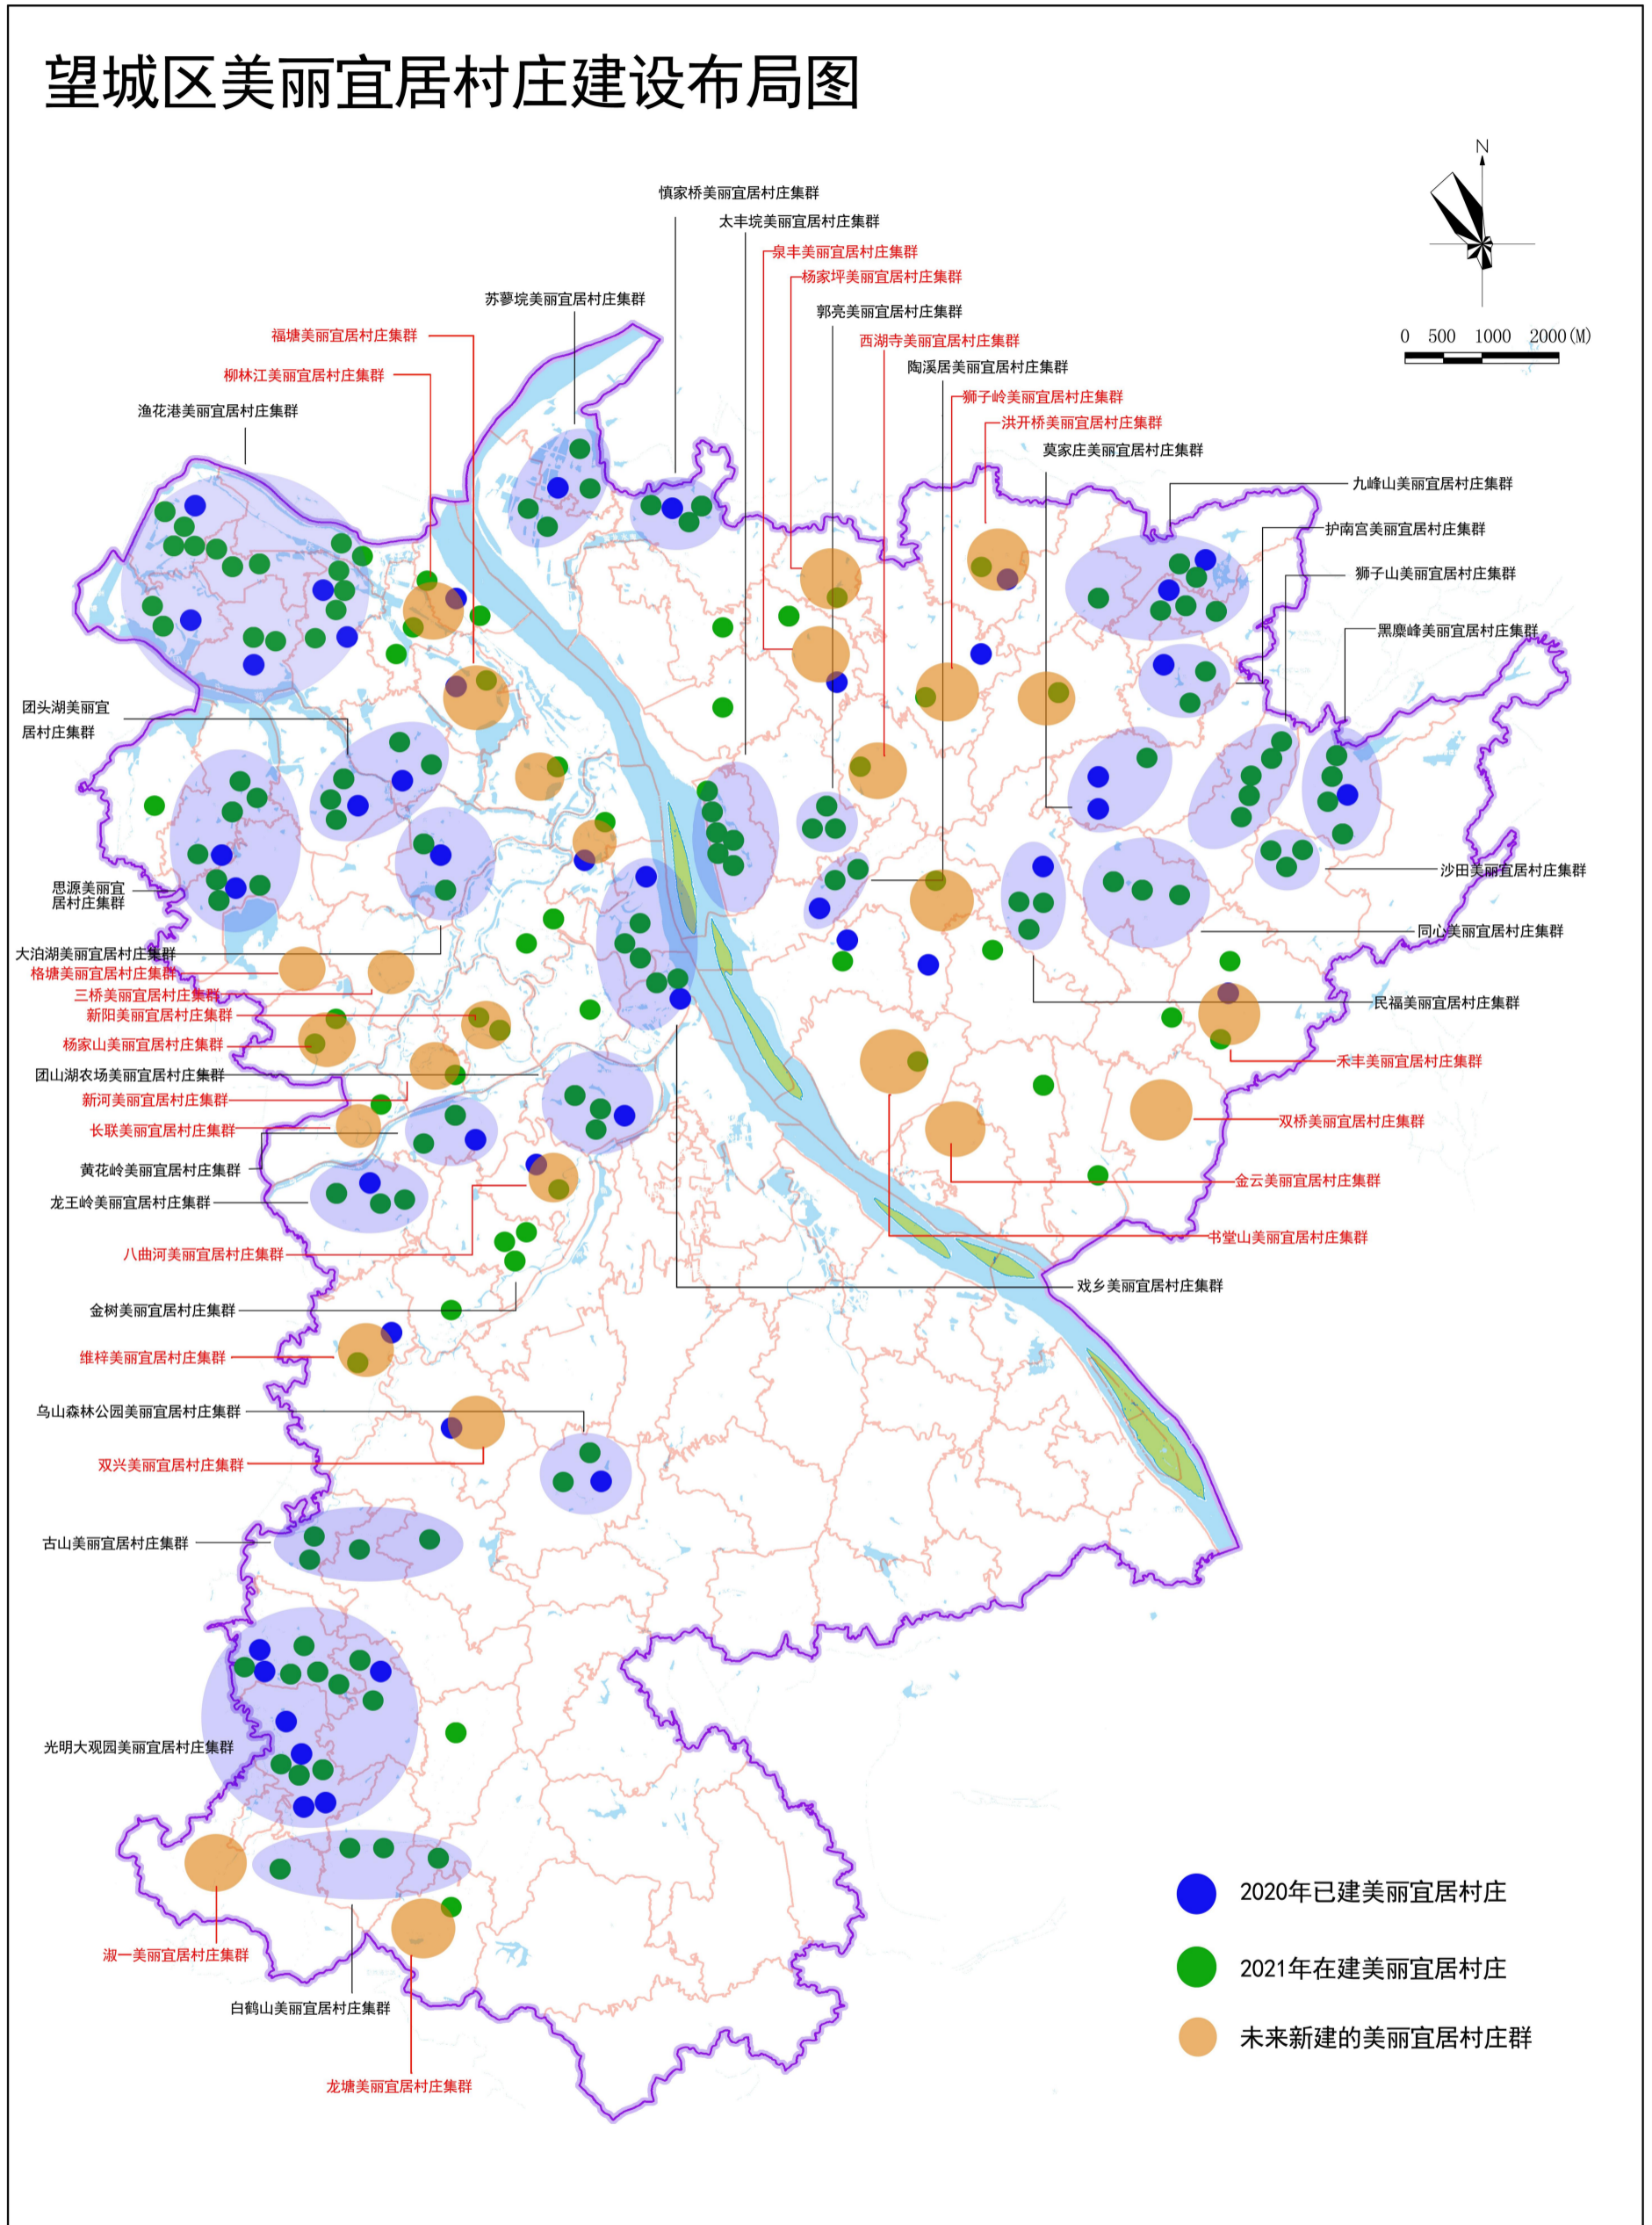 望城区美丽宜居村庄建设布局图
N
0 500 1000 2000(M)
慎家桥美丽宜居村庄集群
太丰垸美丽宜居村庄集群
泉丰美丽宜居村庄集群
杨家坪美丽宜居村庄集群
苏蓼垸美丽宜居村庄集群
郭亮美丽宜居村庄集群
福塘美丽宜居村庄集群
西湖寺美丽宜居村庄集群
陶溪居美丽宜居村庄集群
柳林江美丽宜居村庄集群
狮子岭美丽宜居村庄集群
渔花港美丽宜居村庄集群
洪开桥美丽宜居村庄集群
莫家庄美丽宜居村庄集群
九峰山美丽宜居村庄集群
护南宫美丽宜居村庄集群
狮子山美丽宜居村庄集群
黑麋峰美丽宜居村庄集群
团头湖美丽宜
居村庄集群
沙田美丽宜居村庄集群
思源美丽宜
居村庄集群
同心美丽宜居村庄集群
大泊湖美丽宜居村庄集群
格塘美丽宜居村庄集群
三桥美丽宜居村庄集群
民福美丽宜居村庄集群
新阳美丽宜居村庄集群
杨家山美丽宜居村庄集群
禾丰美丽宜居村庄集群
团山湖农场美丽宜居村庄集群
新河美丽宜居村庄集群
双桥美丽宜居村庄集群
长联美丽宜居村庄集群
黄花岭美丽宜居村庄集群
金云美丽宜居村庄集群
龙王岭美丽宜居村庄集群
书堂山美丽宜居村庄集群
八曲河美丽宜居村庄集群
戏乡美丽宜居村庄集群
金树美丽宜居村庄集群
维梓美丽宜居村庄集群
乌山森林公园美丽宜居村庄集群
双兴美丽宜居村庄集群
古山美丽宜居村庄集群
光明大观园美丽宜居村庄集群
2020年已建美丽宜居村庄
淑一美丽宜居村庄集群
2021年在建美丽宜居村庄
白鹤山美丽宜居村庄集群
未来新建的美丽宜居村庄群
龙塘美丽宜居村庄集群